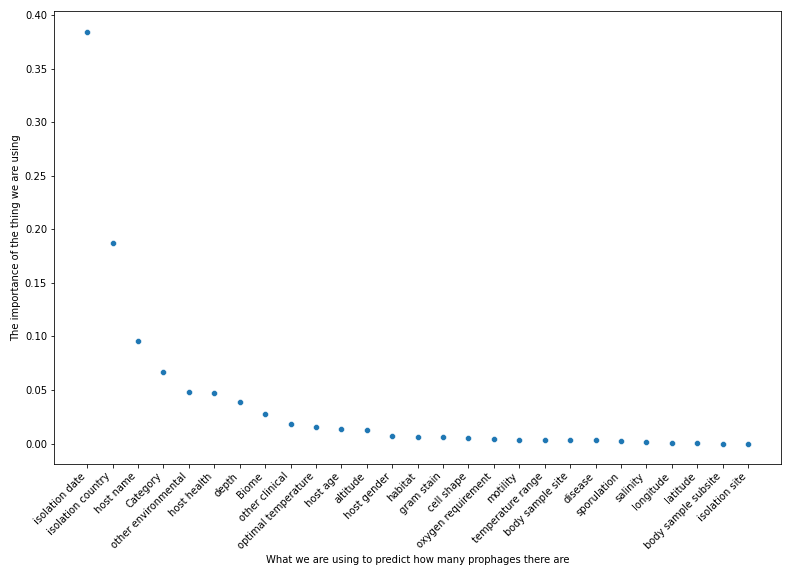 0.40
0.35
0.30
0.25
0.20
0.15
0.10
0.05
0.00
The importance of the thing we are using
isolation date
isolation country
host name
Category
other environmental
host health
depth
Biome
other clinical
optimal temperature
host age
altitude
host gender
habitat
gram stain
cell shape
oxygen requirement
motility
temperature range
body sample site
disease
sporulation
salinity
longitude
latitude
body sample subsite
isolation site
What we are using to predict how many prophages there are